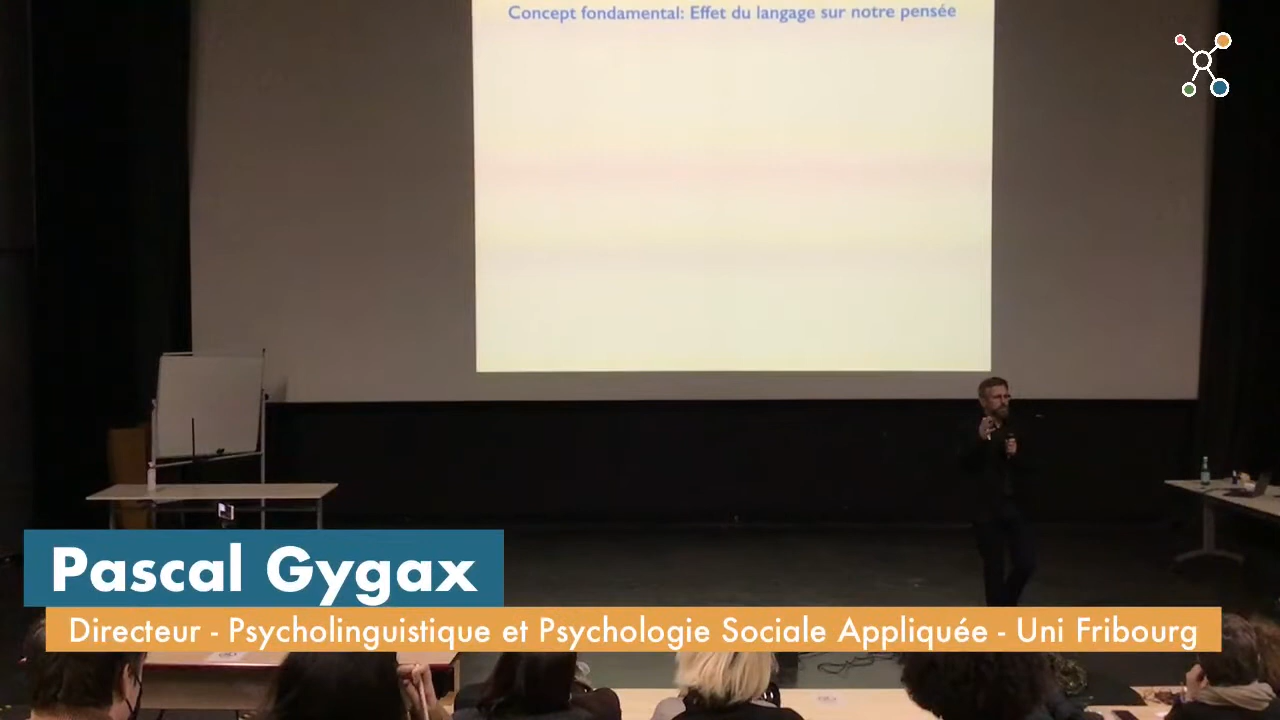 Concept fondamental: Effet du langage sur notre pensée
Pascal Gygax
Directeur - Psycholinguistique et Psychologie Sociale Appliquée - Uni Fribourg